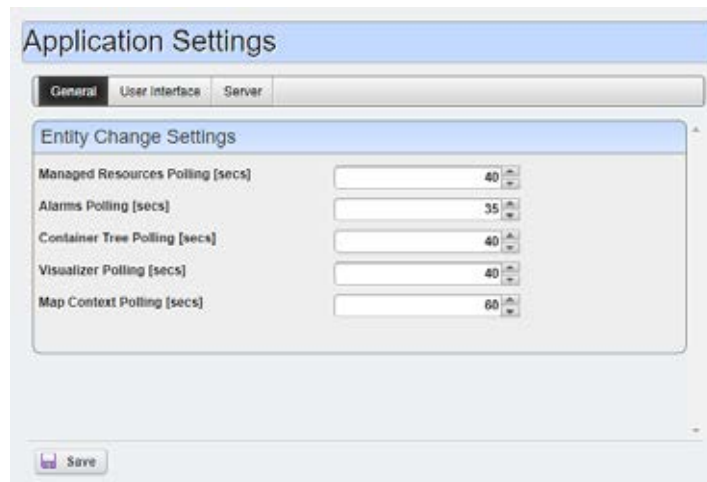 Application Settings
General User Interface Server
Entity Change Settings
Managed Resources Polling [secs] 40
Alarms Polling [secs] 35
Container Tree Polling [secs] 40
Visualizer Polling [secs] 40
Map Context Polling [secs] 60
Save